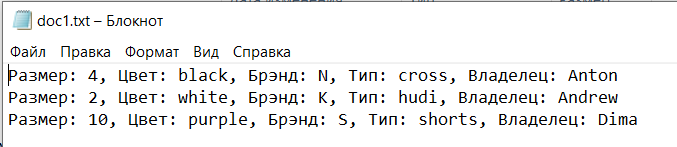 doc1.txt – Блокнот
Файл Правка Формат Вид Справка
Размер: 4, Цвет: black, Брэнд: N, Тип: cross, Владелец: Anton
Размер: 2, Цвет: white, Брэнд: K, Тип: hudi, Владелец: Andrew
Размер: 10, Цвет: purple, Брэнд: S, Тип: shorts, Владелец: Dima